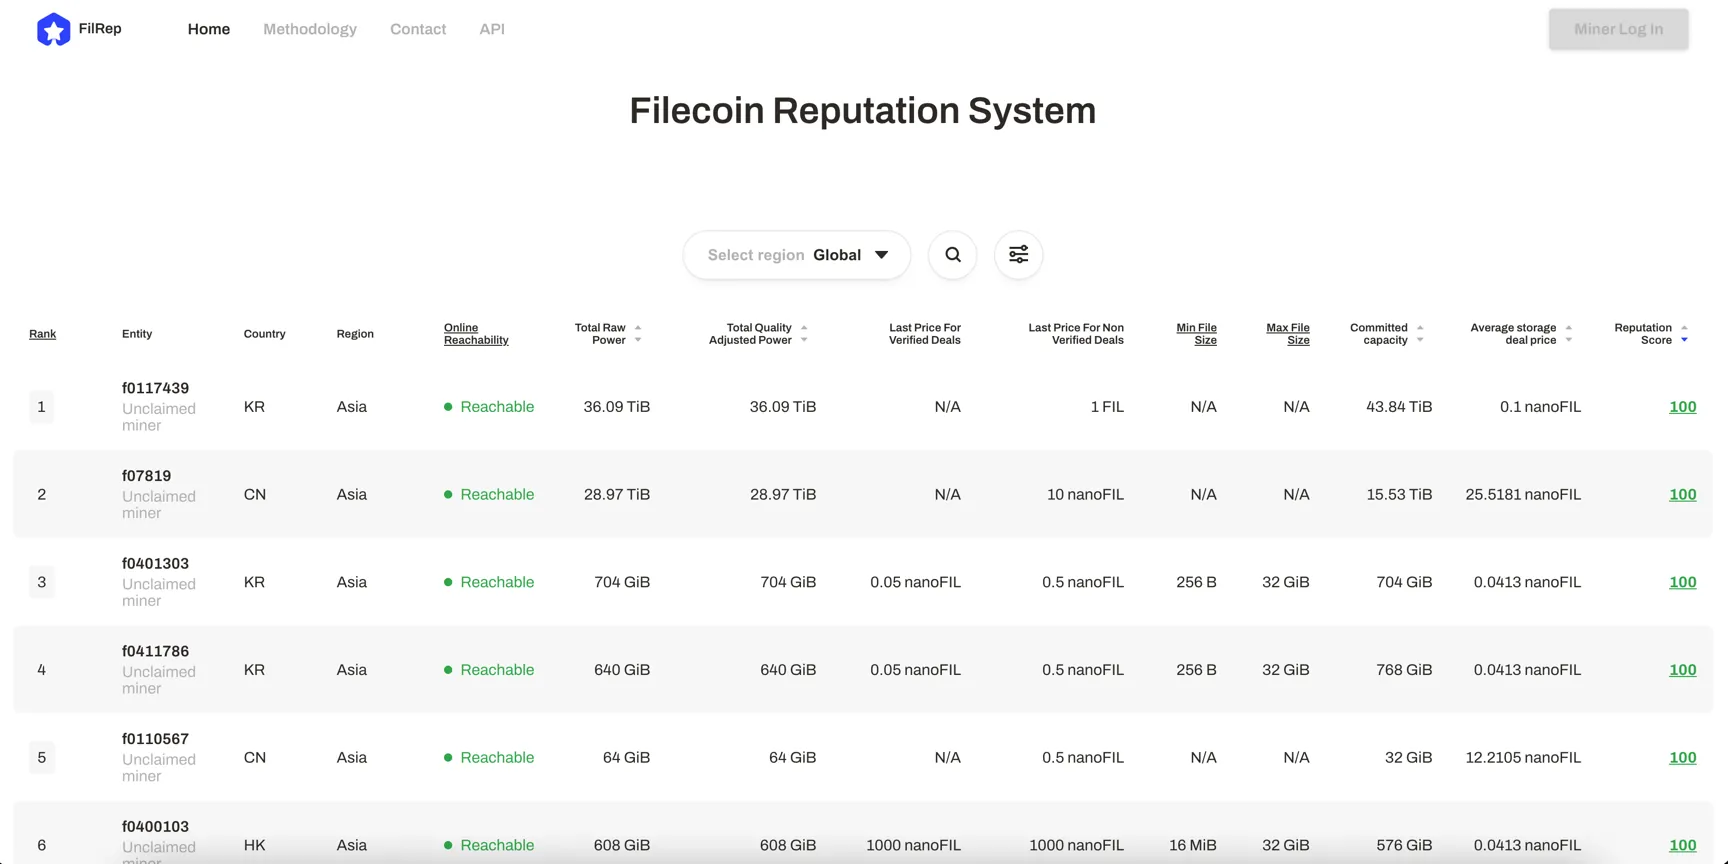 FilRep Home Methodology Contact API Miner Log In
Filecoin Reputation System
Select region Global
Rank Entity Country Region Online Reachability Total Raw Power Total Quality Adjusted Power Last Price For Verified Deals Last Price For Non Verified Deals Min File Size Max File Size Committed capacity Average storage deal price Reputation Score
1 f0117439 Unclaimed miner KR Asia Reachable 36.09 TiB 36.09 TiB N/A 1 FIL N/A N/A 43.84 TiB 0.1 nanoFIL 100
2 f07819 Unclaimed miner CN Asia Reachable 28.97 TiB 28.97 TiB N/A 10 nanoFIL N/A N/A 15.53 TiB 25.5181 nanoFIL 100
3 f0401303 Unclaimed miner KR Asia Reachable 704 GiB 704 GiB 0.05 nanoFIL 0.5 nanoFIL 256 B 32 GiB 704 GiB 0.0413 nanoFIL 100
4 f0411786 Unclaimed miner KR Asia Reachable 640 GiB 640 GiB 0.05 nanoFIL 0.5 nanoFIL 256 B 32 GiB 768 GiB 0.0413 nanoFIL 100
5 f0110567 Unclaimed miner CN Asia Reachable 64 GiB 64 GiB N/A 0.5 nanoFIL N/A N/A 32 GiB 12.2105 nanoFIL 100
6 f0400103 Unclaimed miner HK Asia Reachable 608 GiB 608 GiB 1000 nanoFIL 1000 nanoFIL 16 MiB 32 GiB 576 GiB 0.0413 nanoFIL 100